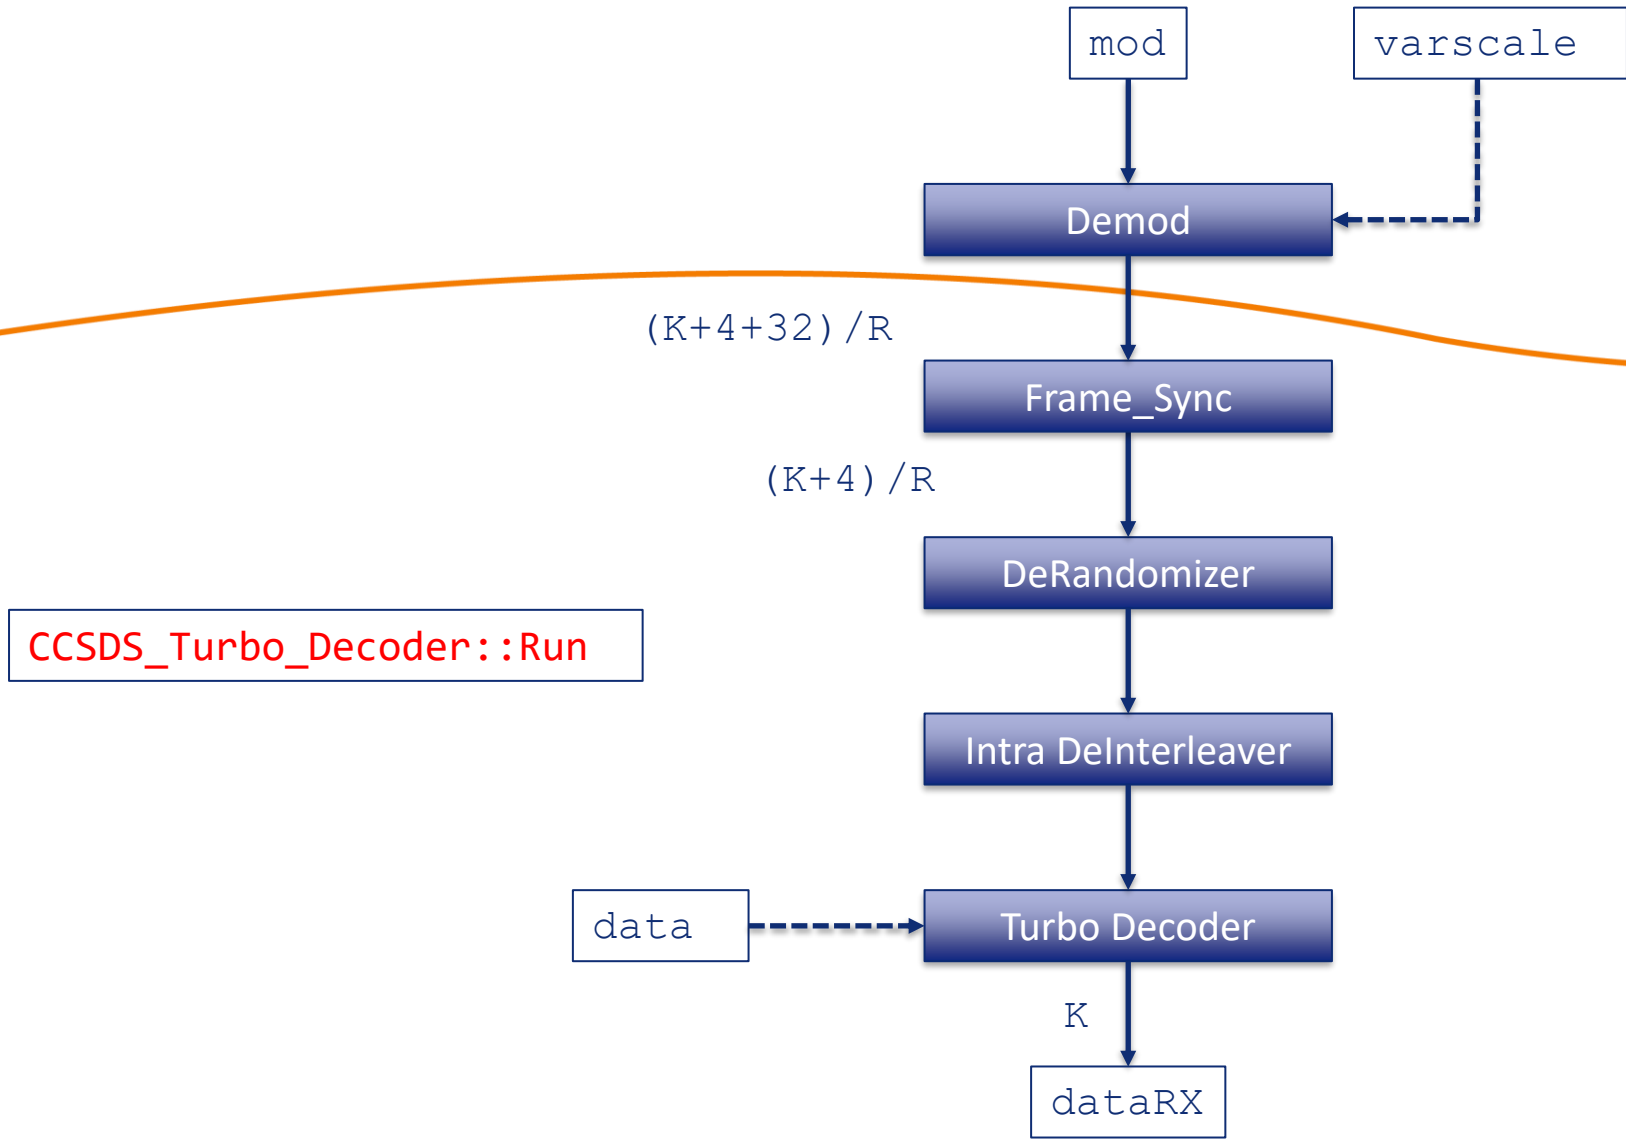 mod
varscale
Demod
(K+4+32)/R
Frame_Sync
(K+4)/R
DeRandomizer
CCSDS_Turbo_Decoder::Run
Intra DeInterleaver
data
Turbo Decoder
K
dataRX